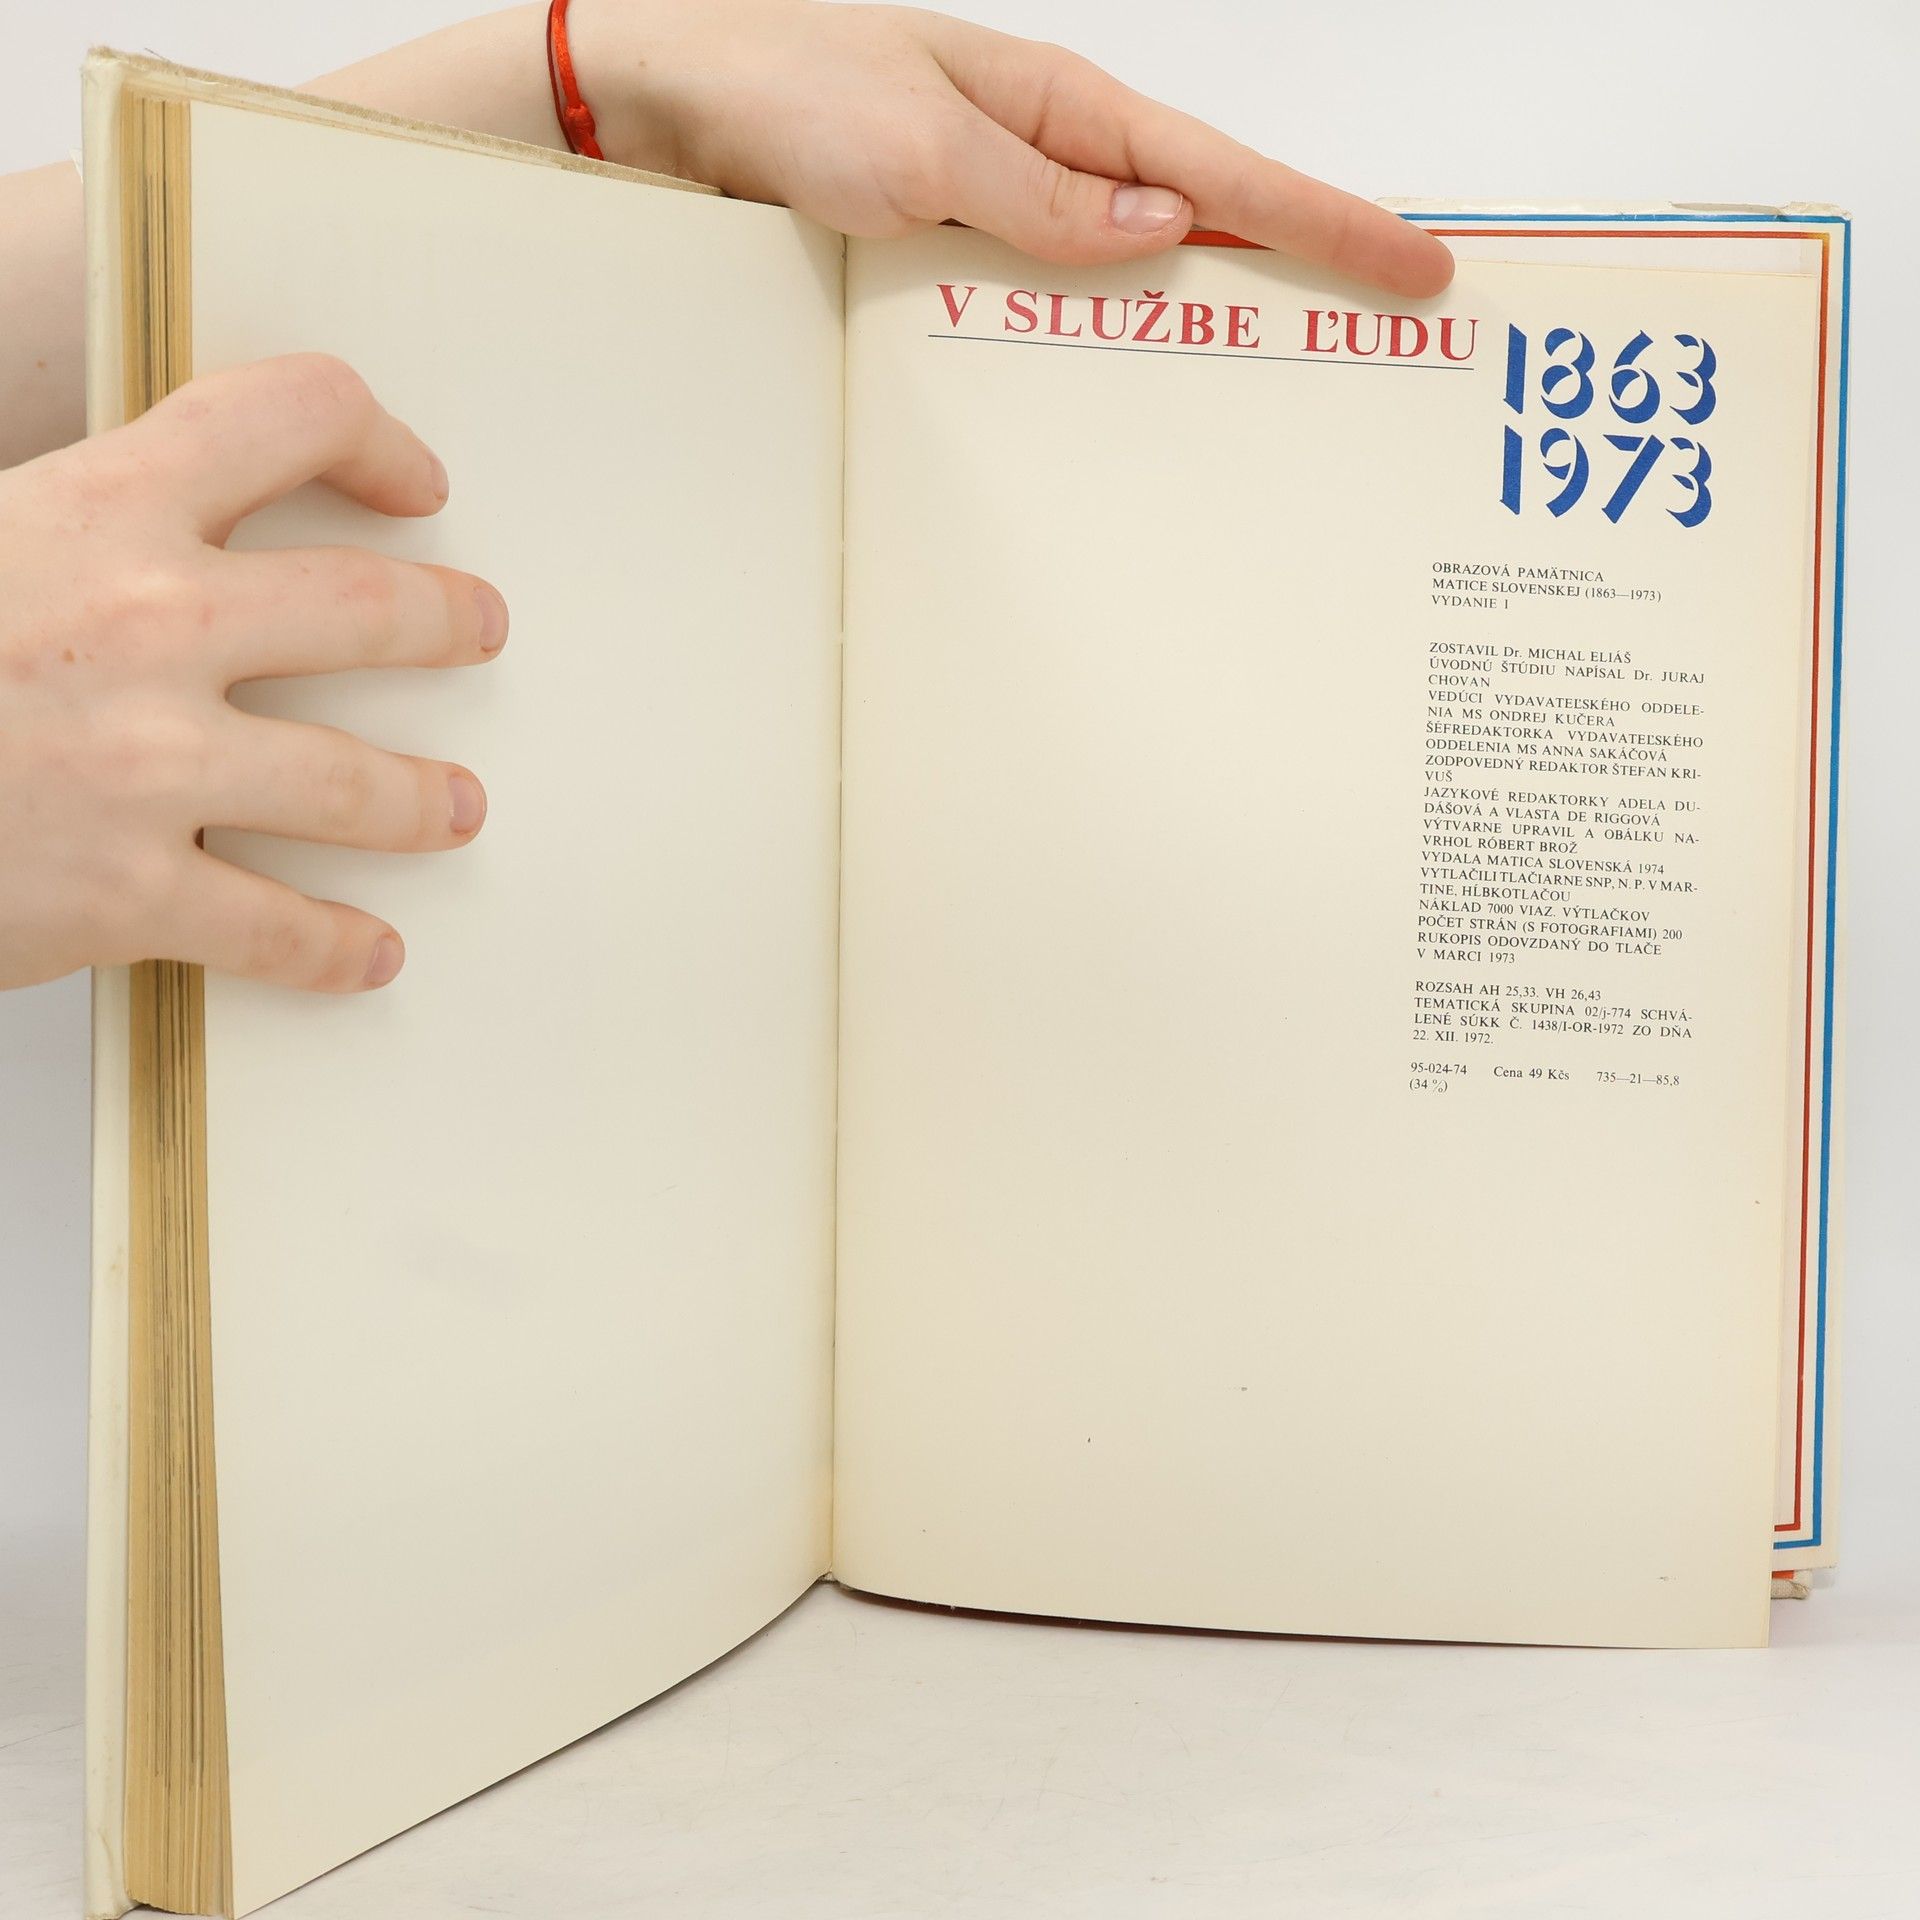 V SLUŽBE ĽUDU
1863
1973
OBRAZOVÁ PAMÄTNICA
MATICE SLOVENSKEJ (1863—1973)
VYDANIE I
ZOSTAVIL Dr. MICHAL ELIÁŠ
ÚVODNÚ ŠTÚDIU NAPÍSAL Dr. JURAJ
CHOVAN
VEDÚCI VYDAVATEĽSKÉHO ODDELE-
NIA MS ONDREJ KUČERA
ŠÉFREDAKTORKA VYDAVATEĽSKÉHO
ODDELENIA MS ANNA SAKÁČOVÁ
ZODPOVEDNÝ REDAKTOR ŠTEFAN KRI-
VUŠ
JAZYKOVÉ REDAKTORKY ADELA DU-
DÁŠOVÁ A VLASTA DE RIGGOVÁ
VÝTVARNE UPRAVIL A OBÁLKU NA-
VRHOL RÓBERT BROŽ
VYDALA MATICA SLOVENSKÁ 1974
VYTLAČILI TLAČIARNE SNP, N. P. V MAR-
TINE, HĹBKOTLAČOU
NÁKLAD 7000 VIAZ. VÝTLAČKOV
POČET STRÁN (S FOTOGRAFIAMI) 200
RUKOPIS ODOVZDANÝ DO TLAČE
V MARCI 1973
ROZSAH AH 25,33. VH 26,43
TEMATICKÁ SKUPINA 02/j-774 SCHVÁ-
LENÉ SÚKK Č. 1438/I-OR-1972 ZO DŇA
22. XII. 1972.
95-024-74 Cena 49 Kčs 735—21—85,8
(34 %)